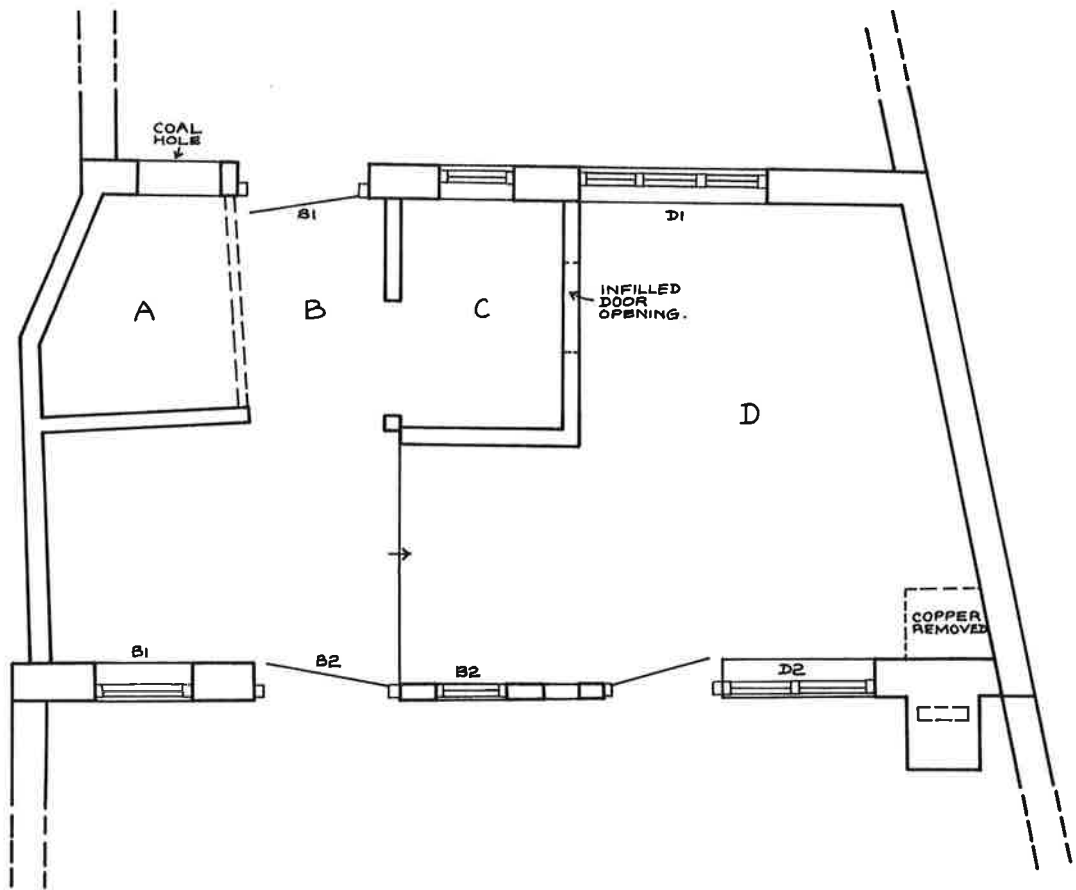 COAL
HOLE
B1
D1
A
B
C
INFILLED
DOOR
OPENING.
D
COPPER
REMOVED
B1
B2
B2
D2